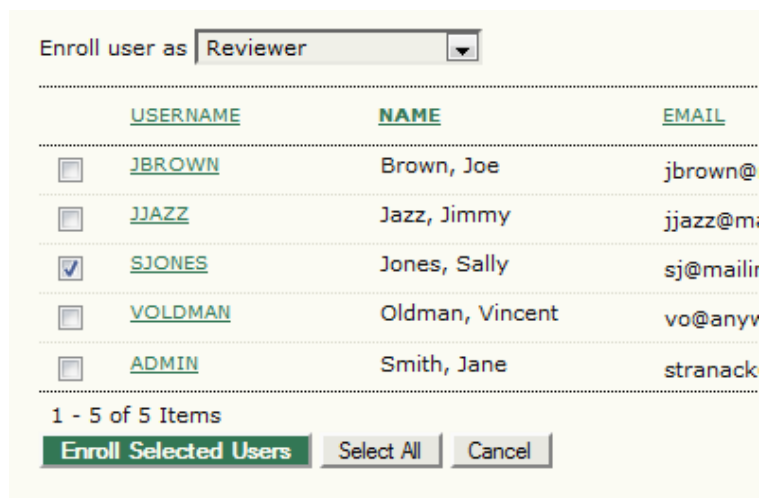 Enroll user as Reviewer
USERNAME NAME EMAIL
JBROWN Brown, Joe jbrown@
JJAZZ Jazz, Jimmy jjazz@ma
SJONES Jones, Sally sj@mailin
VOLDMAN Oldman, Vincent vo@anyw
ADMIN Smith, Jane stranack
1 - 5 of 5 Items
Enroll Selected Users Select All Cancel